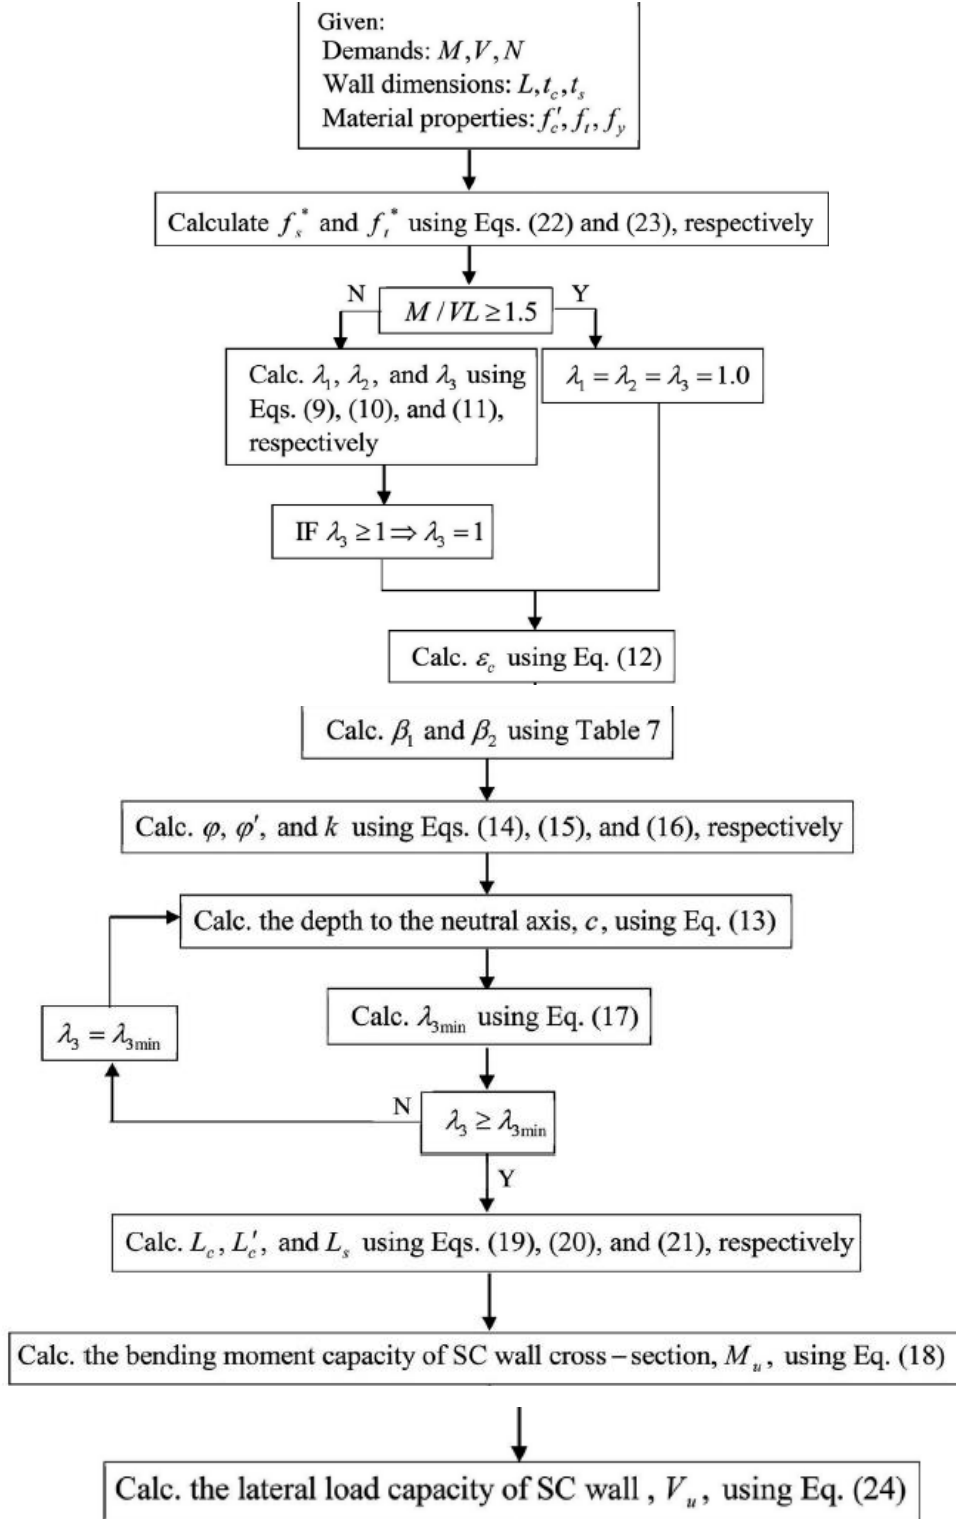 Given:
Demands: M, V, N
Wall dimensions: L, t_c, t_s
Material properties: f_c′, f_t, f_y
Calculate f_s^* and f_t^* using Eqs. (22) and (23), respectively
N
M / VL ≥ 1.5
Y
Calc. λ_1, λ_2, and λ_3 using
Eqs. (9), (10), and (11),
respectively
λ_1 = λ_2 = λ_3 = 1.0
IF λ_3 ≥ 1 ⇒ λ_3 = 1
Calc. ε_c using Eq. (12)
Calc. β_1 and β_2 using Table 7
Calc. φ, φ′, and k using Eqs. (14), (15), and (16), respectively
Calc. the depth to the neutral axis, c, using Eq. (13)
Calc. λ_3min using Eq. (17)
λ_3 = λ_3min
N
λ_3 ≥ λ_3min
Y
Calc. L_c, L_c′, and L_s using Eqs. (19), (20), and (21), respectively
Calc. the bending moment capacity of SC wall cross−section, M_u, using Eq. (18)
Calc. the lateral load capacity of SC wall , V_u, using Eq. (24)